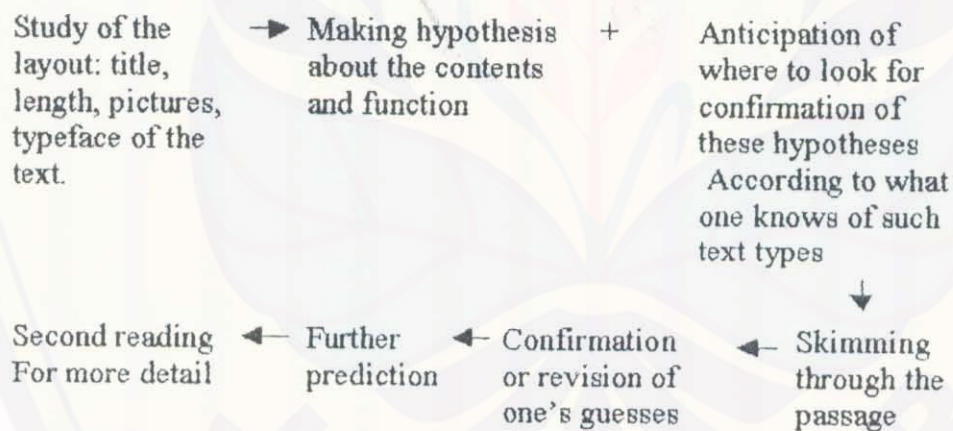 Study of the
layout: title,
length, pictures,
typeface of the
text.
Making hypothesis
about the contents
and function
+
Anticipation of
where to look for
confirmation of
these hypotheses
According to what
one knows of such
text types
Skimming
through the
passage
Confirmation
or revision of
one's guesses
Further
prediction
Second reading
For more detail